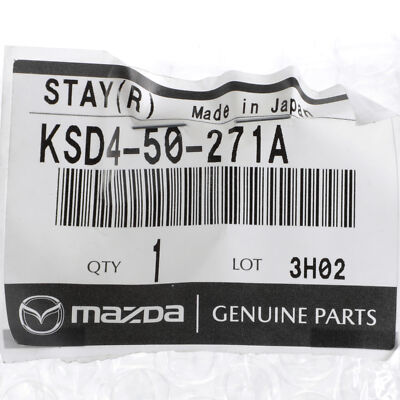 STAY(R) Made in Japan
KSD4-50-271A
QTY 1 LOT 3H02
mazda GENUINE PARTS